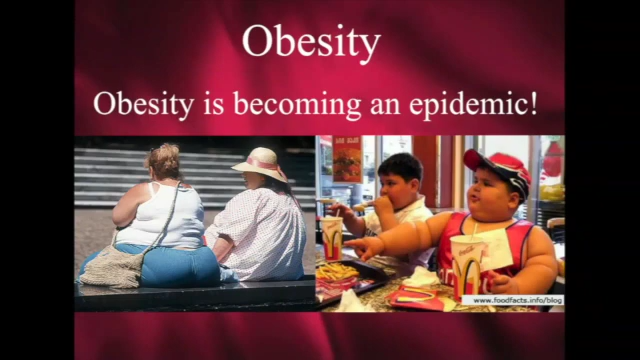 Obesity
Obesity is becoming an epidemic!
www.foodfacts.info/blog